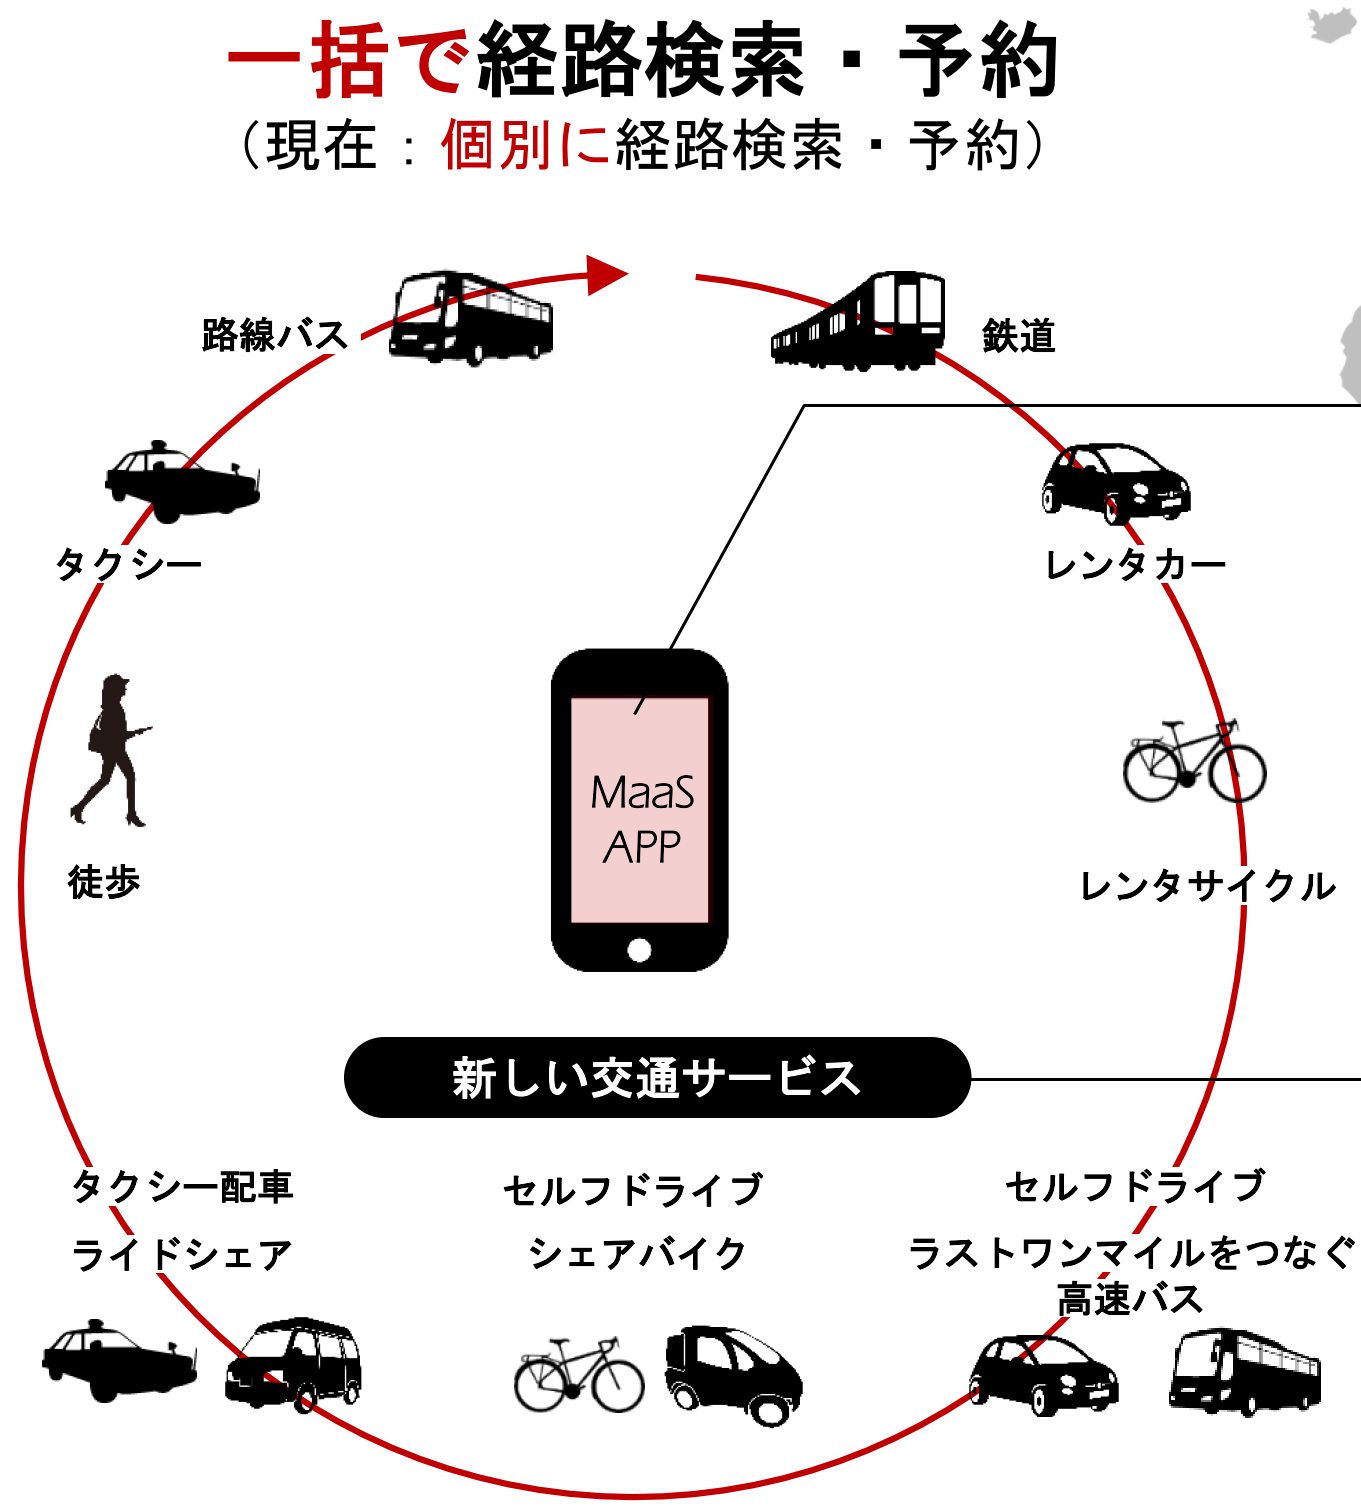 一括で経路検索・予約
（現在：個別に経路検索・予約）
路線バス
鉄道
タクシー
レンタカー
MaaS
APP
徒歩
レンタサイクル
新しい交通サービス
タクシー配車
ライドシェア
セルフドライブ
シェアバイク
セルフドライブ
ラストワンマイルをつなぐ
高速バス